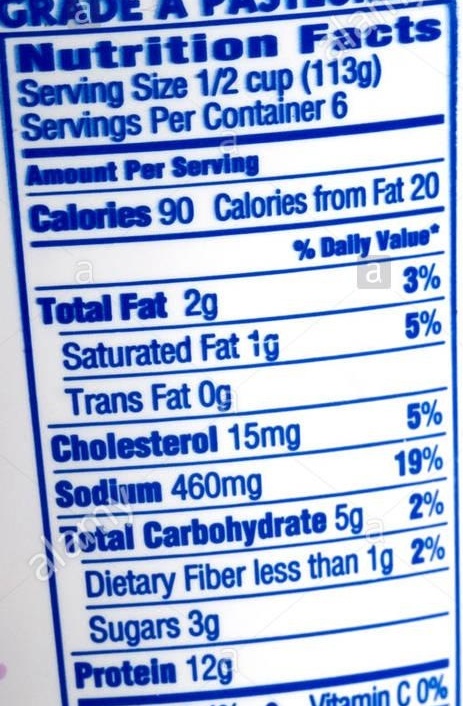 GRADE A
Nutrition Facts
Serving Size 1/2 cup (113g)
Servings Per Container 6
Amount Per Serving
Calories 90 Calories from Fat 20
% Daily Value*
Total Fat 2g 3%
Saturated Fat 1g 5%
Trans Fat 0g
Cholesterol 15mg 5%
Sodium 460mg 19%
Total Carbohydrate 5g 2%
Dietary Fiber less than 1g 2%
Sugars 3g
Protein 12g
Vitamin C 0%
alamy
a